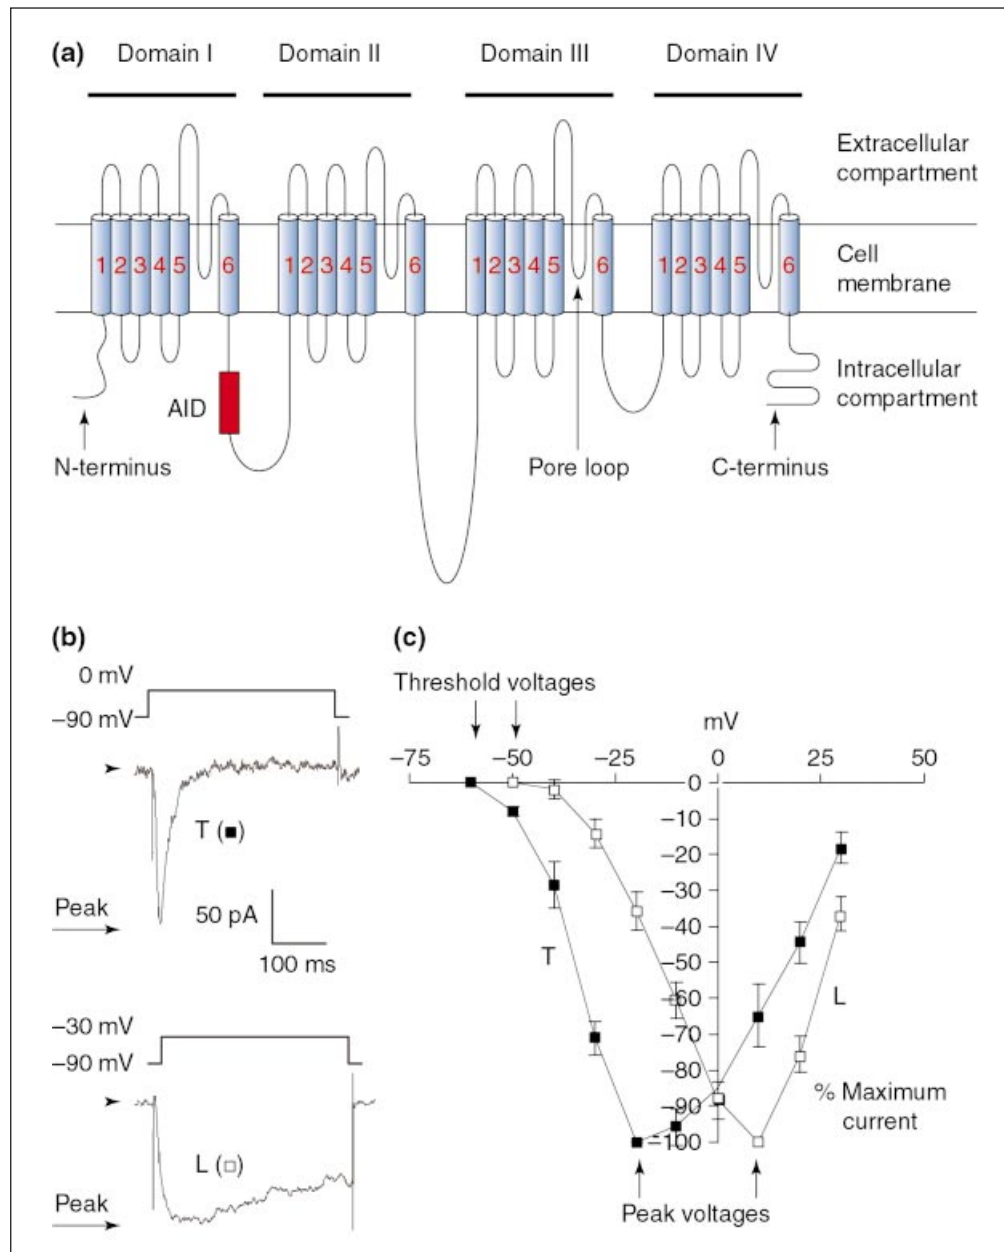 (a)
Domain I
Domain II
Domain III
Domain IV
Extracellular
compartment
1 2 3 4 5 6
1 2 3 4 5 6
1 2 3 4 5 6
1 2 3 4 5 6
Cell
membrane
AID
Intracellular
compartment
N-terminus
Pore loop
C-terminus
(b)
0 mV
–90 mV
T (■)
Peak
50 pA
100 ms
–30 mV
–90 mV
L (□)
Peak
(c)
Threshold voltages
mV
–75
–50
–25
0
25
50
0
–10
–20
–30
–40
–50
–60
–70
–80
–90
–100
T
L
% Maximum
current
Peak voltages